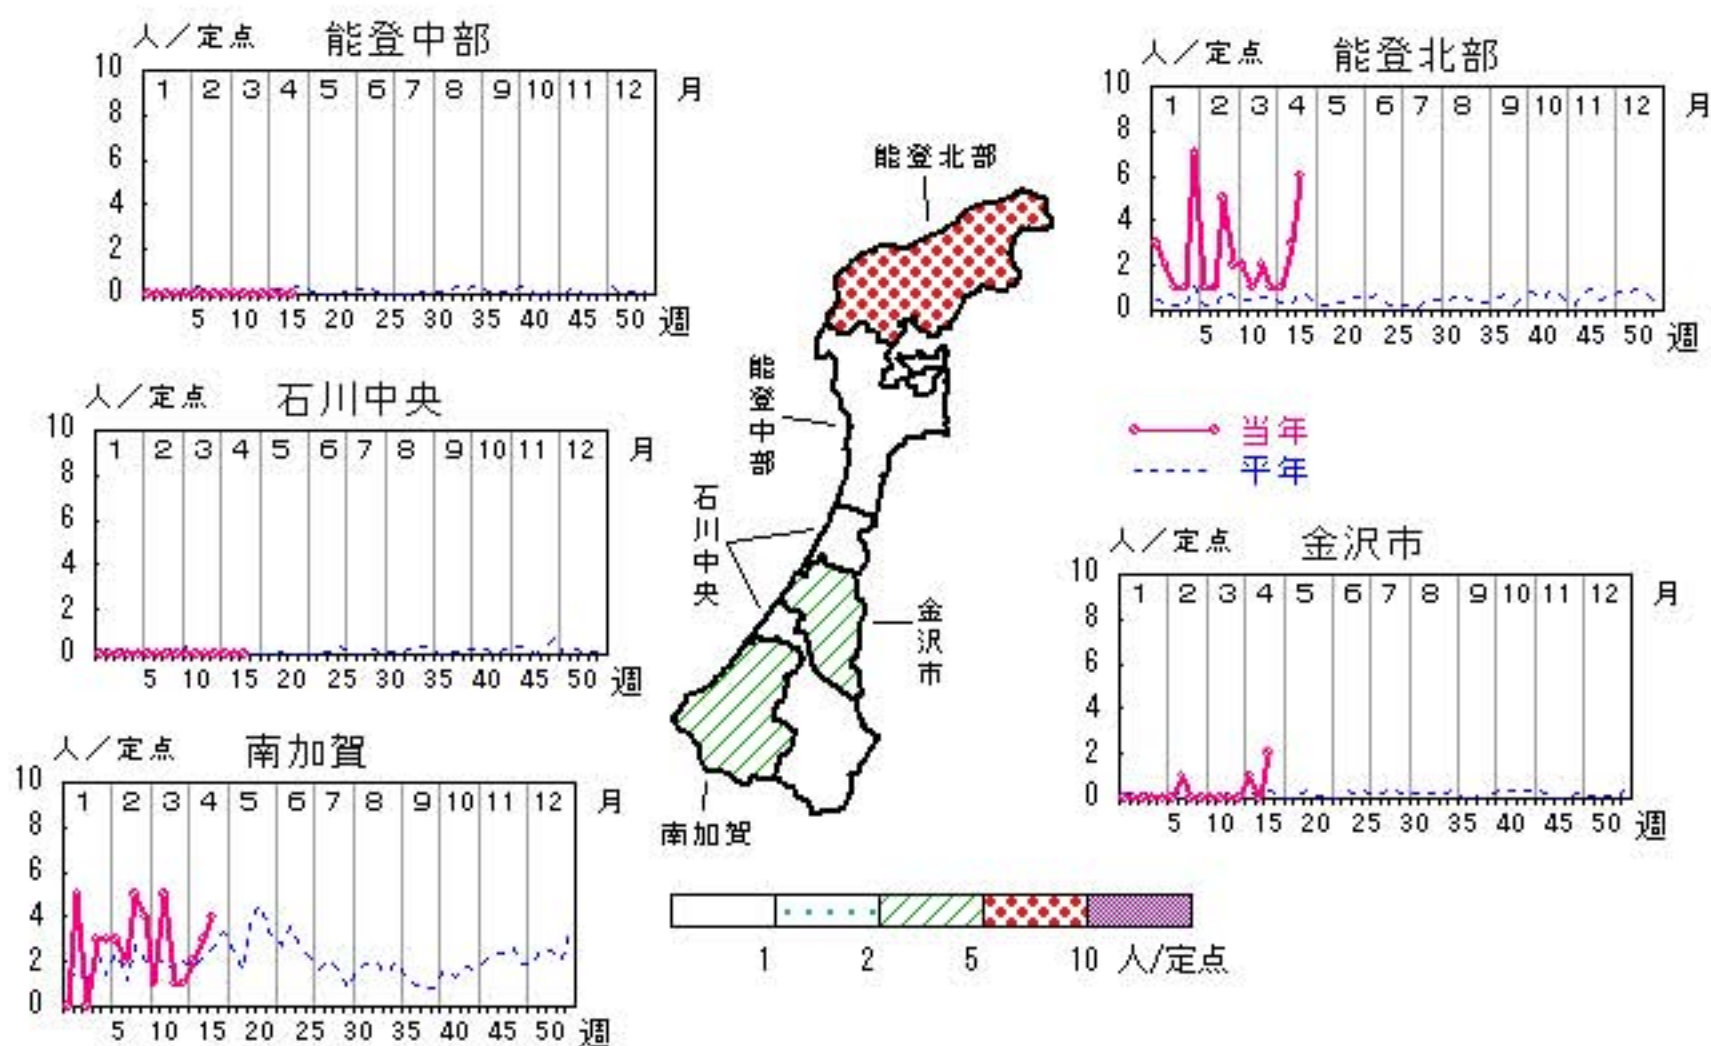 人／定点 能登中部
10 8 6 4 2 0
1 2 3 4 5 6 7 8 9 10 11 12 月
5 10 15 20 25 30 35 40 45 50 週
人／定点 能登北部
10 8 6 4 2 0
1 2 3 4 5 6 7 8 9 10 11 12 月
5 10 15 20 25 30 35 40 45 50 週
人／定点 石川中央
10 8 6 4 2 0
1 2 3 4 5 6 7 8 9 10 11 12 月
5 10 15 20 25 30 35 40 45 50 週
当年
平年
人／定点 金沢市
10 8 6 4 2 0
1 2 3 4 5 6 7 8 9 10 11 12 月
5 10 15 20 25 30 35 40 45 50 週
人／定点 南加賀
10 8 6 4 2 0
1 2 3 4 5 6 7 8 9 10 11 12 月
5 10 15 20 25 30 35 40 45 50 週
能登北部
能登中部
石川中央
金沢市
南加賀
1 2 5 10 人/定点